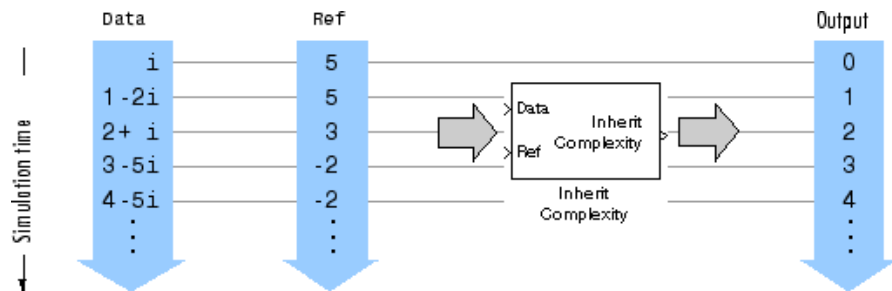 Data Ref Output
i 5 0
1-2i 5 1
2+ i 3 2
3-5i -2 3
4-5i -2 4
Simulation time
Data
Ref
Inherit
Complexity
Inherit
Complexity